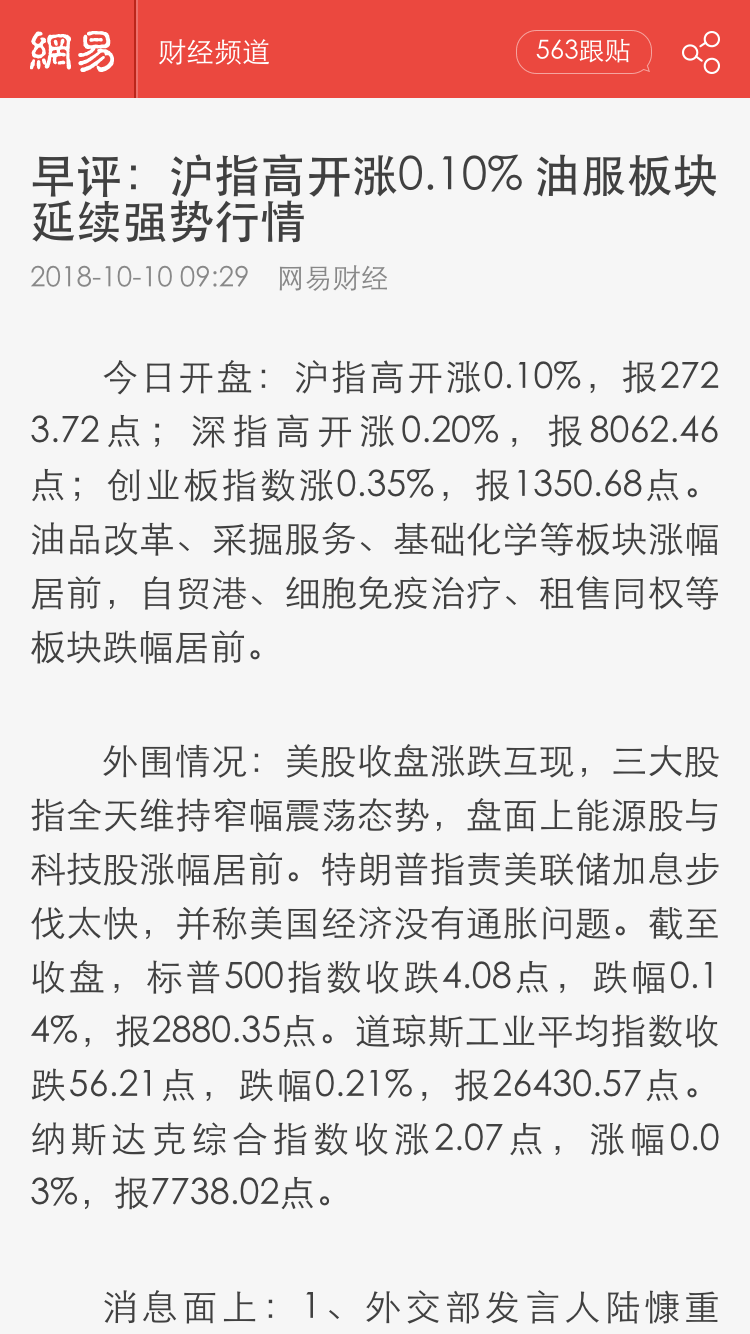 網易
财经频道
563跟贴
早评：沪指高开涨0.10% 油服板块
延续强势行情
2018-10-10 09:29 网易财经
今日开盘：沪指高开涨0.10%，报272
3.72点；深指高开涨0.20%，报8062.46
点；创业板指数涨0.35%，报1350.68点。
油品改革、采掘服务、基础化学等板块涨幅
居前，自贸港、细胞免疫治疗、租售同权等
板块跌幅居前。
外围情况：美股收盘涨跌互现，三大股
指全天维持窄幅震荡态势，盘面上能源股与
科技股涨幅居前。特朗普指责美联储加息步
伐太快，并称美国经济没有通胀问题。截至
收盘，标普500指数收跌4.08点，跌幅0.1
4%，报2880.35点。道琼斯工业平均指数收
跌56.21点，跌幅0.21%，报26430.57点。
纳斯达克综合指数收涨2.07点，涨幅0.0
3%，报7738.02点。
消息面上：1、外交部发言人陆慷重